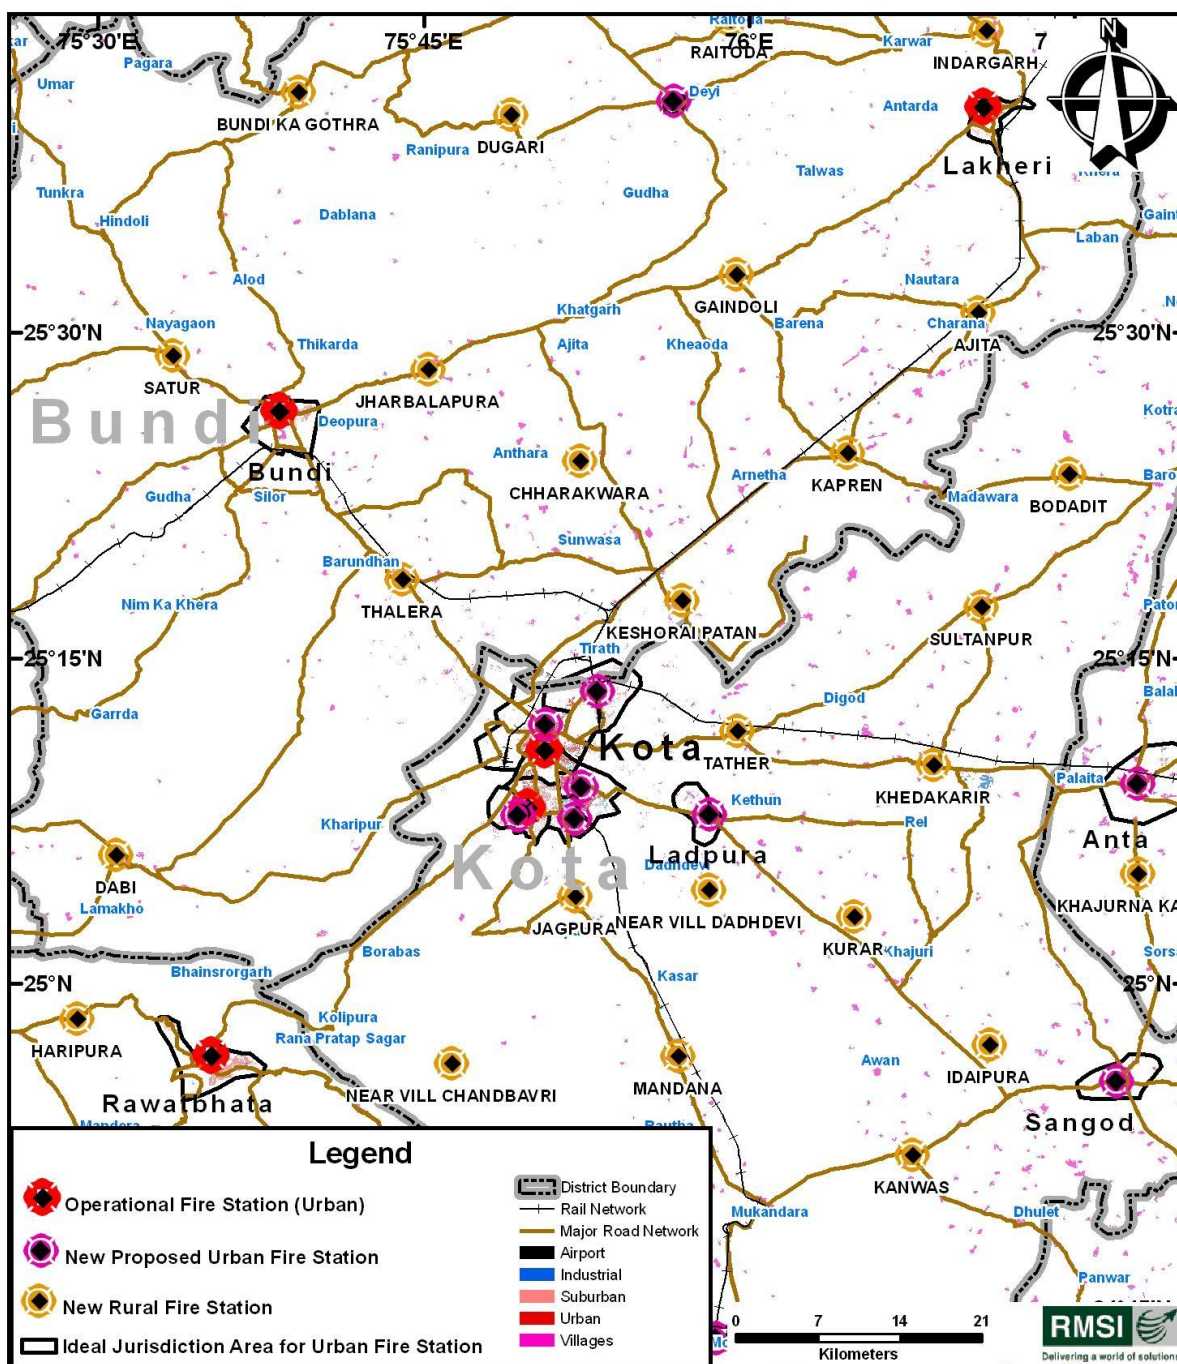 75°30'E
75°45'E
Raitoda
76°E
RAITODA
Karwar
7
N
INDARGARH
Pagara
Umar
Deyi
Antarda
BUNDI KA GOTHRA
DUGARI
Ranipura
Lakheri
Talwas
Khera
Tunkra
Hindoli
Dablana
Gudha
Laban
Alod
Nautara
GAINDOLI
Khatgarh
Nayagaon
Barena
Charana
25°30'N
25°30'N
Thikarda
Ajita
Kheaoda
AJITA
SATUR
JHARBALAPURA
Kotra
Bundi
Deopura
Bundi
Anthara
Arnetha
CHHARAKWARA
KAPREN
Gudha
Silor
Madawara
BODADIT
Sunwasa
Barundhan
THALERA
Nim Ka Khera
KESHORAI PATAN
SULTANPUR
Tirath
25°15'N
25°15'N
Digod
Garrda
Kota
TATHER
KHEDAKARIR
Palaita
Kethun
Kharipur
Rel
Anta
Ladpura
Kota
Dadhdevi
DABI
Lamakho
JAGPURA
NEAR VILL DADHDEVI
KURAR
Khajuri
KHAJURNA KA
Borabas
Bhainsrorgarh
Kasar
25°N
25°N
Kolipura
Rana Pratap Sagar
HARIPURA
Awan
IDAIPURA
NEAR VILL CHANDBAVRI
MANDANA
Rawatbhata
Sangod
KANWAS
Mukandara
Dhulet
Panwar
Legend
Operational Fire Station (Urban)
New Proposed Urban Fire Station
New Rural Fire Station
Ideal Jurisdiction Area for Urban Fire Station
District Boundary
Rail Network
Major Road Network
Airport
Industrial
Suburban
Urban
Villages
0 7 14 21
Kilometers
RMSI
Delivering a world of solutions